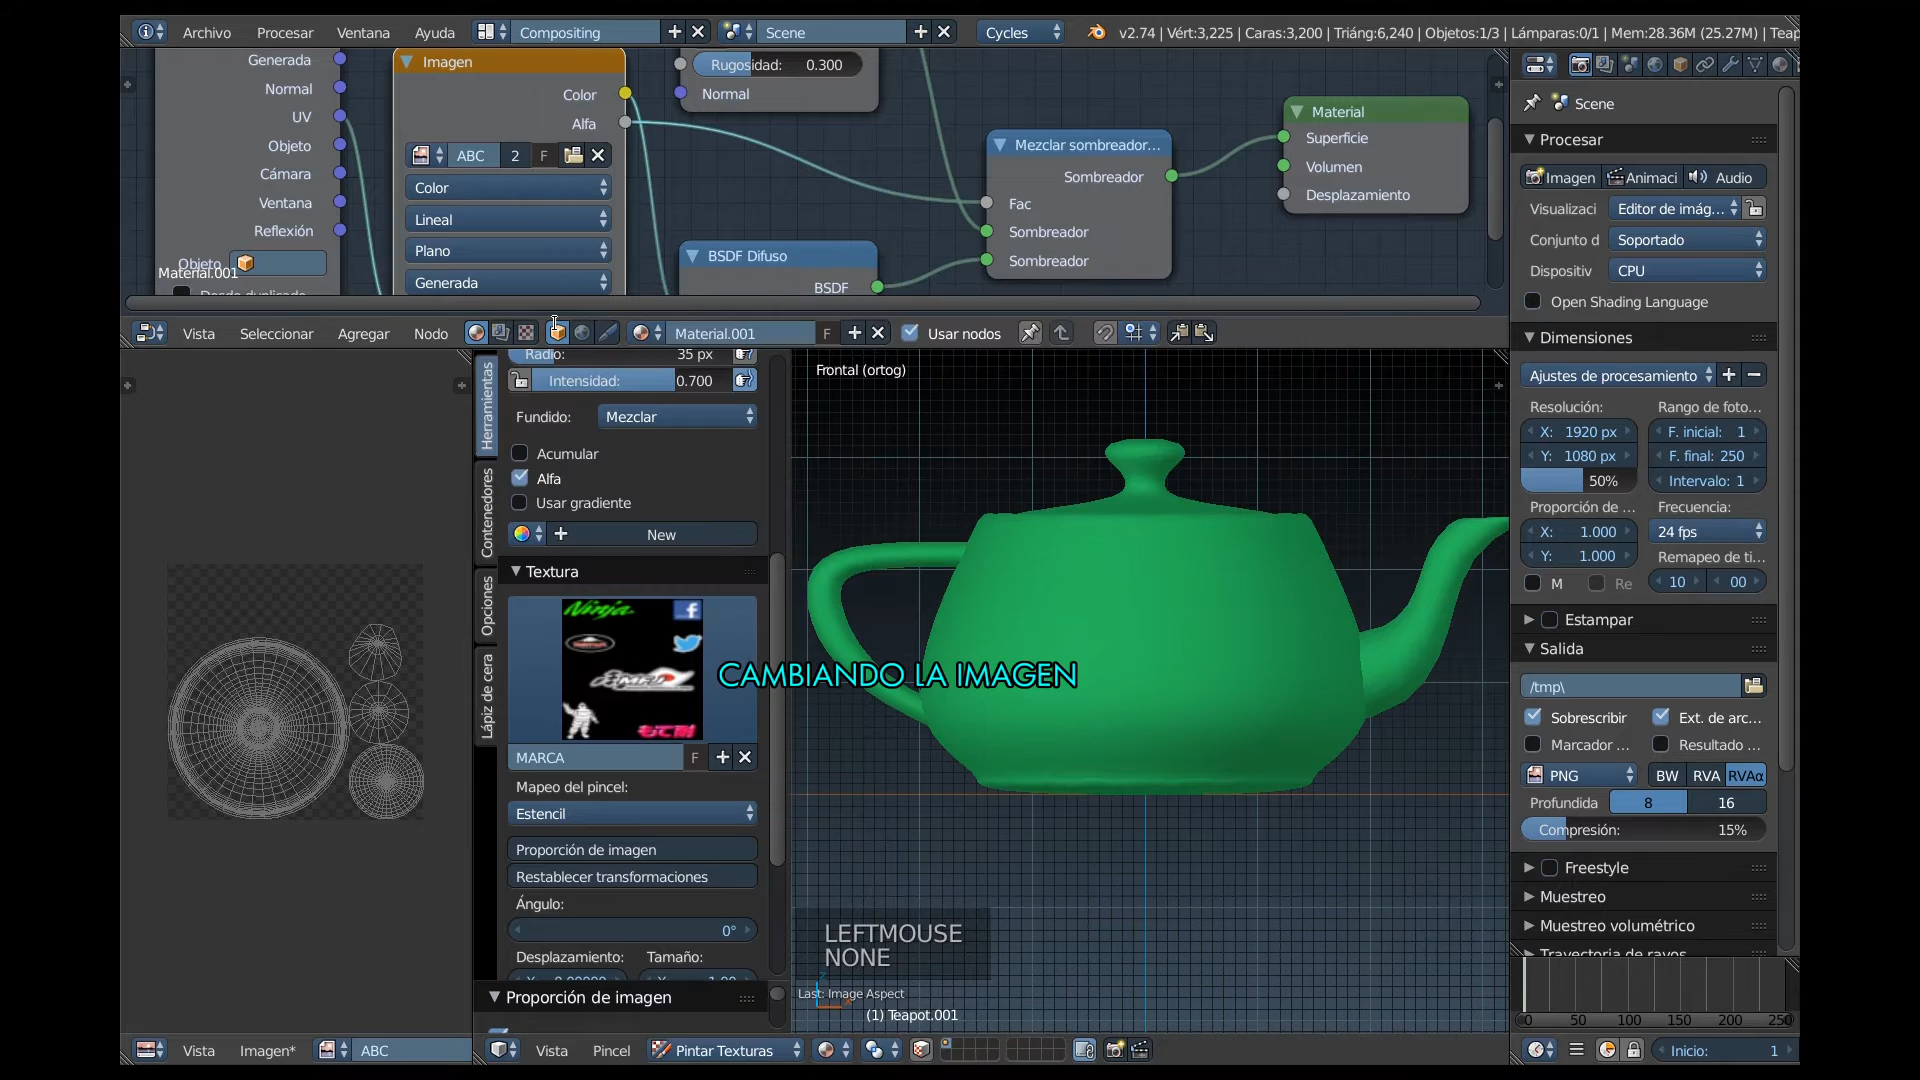 Archivo Procesar Ventana Ayuda Compositing Scene Cycles v2.74 | Vért:3,225 | Caras:3,200 | Triáng:6,240 | Objetos:1/3 | Lámparas:0/1 | Mem:28.36M (25.27M) | Teap
Generada
Normal
UV
Objeto
Cámara
Ventana
Reflexión
Objeto
Material.001
Imagen
Color
Alfa
ABC 2 F
Color
Lineal
Plano
Generada
Rugosidad: 0.300
Normal
BSDF Difuso
BSDF
Mezclar sombreador...
Sombreador
Fac
Sombreador
Sombreador
Material
Superficie
Volumen
Desplazamiento
Vista Seleccionar Agregar Nodo Material.001 F Usar nodos
Herramientas
Contenedores
Opciones
Lápiz de cera
Radio: 35 px
Intensidad: 0.700
Fundido: Mezclar
Acumular
Alfa
Usar gradiente
New
Textura
Ninja
MARCA F
Mapeo del pincel:
Estencil
Proporción de imagen
Restablecer transformaciones
Ángulo:
0°
Desplazamiento: Tamaño:
Proporción de imagen
Frontal (ortog)
CAMBIANDO LA IMAGEN
LEFTMOUSE
NONE
Last: Image Aspect
(1) Teapot.001
Vista Imagen* ABC
Vista Pincel Pintar Texturas
Scene
Procesar
Imagen Animaci Audio
Visualizaci Editor de imág...
Conjunto d Soportado
Dispositiv CPU
Open Shading Language
Dimensiones
Ajustes de procesamiento
Resolución: Rango de foto...
X: 1920 px F. inicial: 1
Y: 1080 px F. final: 250
50% Intervalo: 1
Proporción de ... Frecuencia:
X: 1.000 24 fps
Y: 1.000 Remapeo de ti...
M Re 10 00
Estampar
Salida
/tmp\
Sobrescribir Ext. de arc...
Marcador ... Resultado ...
PNG BW RVA RVAα
Profundida 8 16
Compresión: 15%
Freestyle
Muestreo
Muestreo volumétrico
Trayectoria de rayos
0 50 100 150 200 250
Inicio: 1